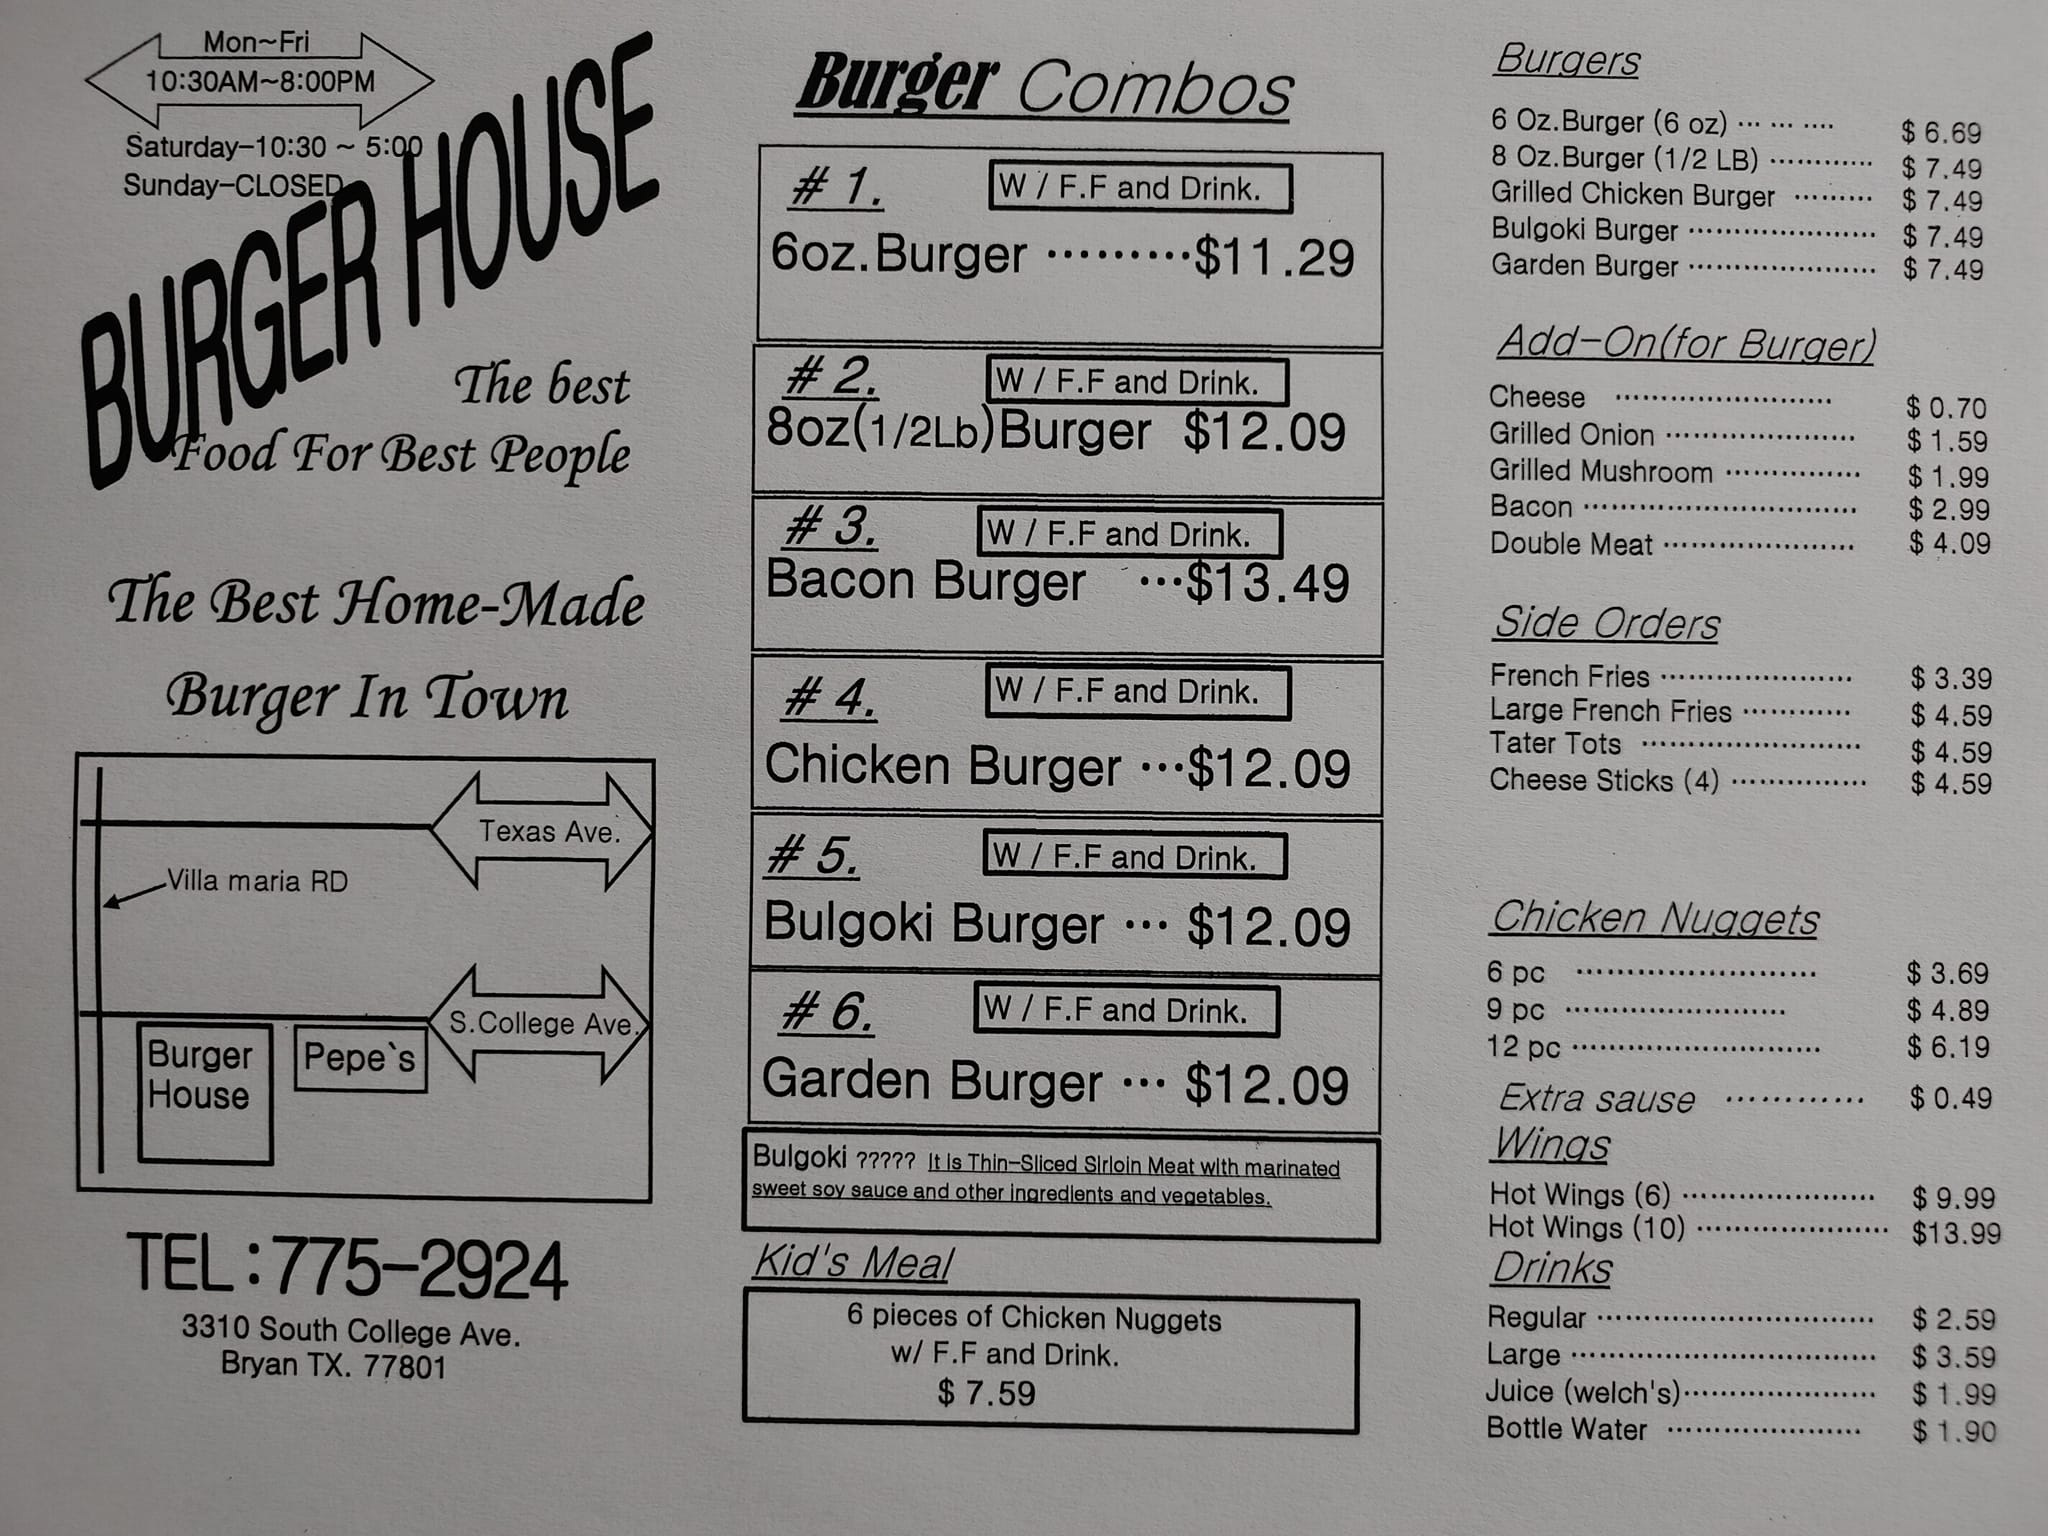 Mon~Fri
10:30AM~8:00PM
Saturday-10:30 ~ 5:00
Sunday-CLOSED
BURGER HOUSE
The best
Food For Best People
The Best Home-Made
Burger In Town
Texas Ave.
Villa maria RD
S.College Ave.
Burger
House
Pepe`s
TEL:775-2924
3310 South College Ave.
Bryan TX. 77801
Burger Combos
# 1. W / F.F and Drink.
6oz.Burger ·········$11.29
# 2. W / F.F and Drink.
8oz(1/2Lb)Burger $12.09
# 3. W / F.F and Drink.
Bacon Burger ···$13.49
# 4. W / F.F and Drink.
Chicken Burger ···$12.09
# 5. W / F.F and Drink.
Bulgoki Burger ··· $12.09
# 6. W / F.F and Drink.
Garden Burger ··· $12.09
Bulgoki ????? It is Thin-Sliced Sirloin Meat with marinated
sweet soy sauce and other ingredients and vegetables.
Kid's Meal
6 pieces of Chicken Nuggets
w/ F.F and Drink.
$ 7.59
Burgers
6 Oz.Burger (6 oz) ··· ··· ···· $ 6.69
8 Oz.Burger (1/2 LB) ············ $ 7.49
Grilled Chicken Burger ········· $ 7.49
Bulgoki Burger ····················· $ 7.49
Garden Burger ····················· $ 7.49
Add-On(for Burger)
Cheese ························ $ 0.70
Grilled Onion ····················· $ 1.59
Grilled Mushroom ··············· $ 1.99
Bacon ······························ $ 2.99
Double Meat ····················· $ 4.09
Side Orders
French Fries ····················· $ 3.39
Large French Fries ············ $ 4.59
Tater Tots ························ $ 4.59
Cheese Sticks (4) ··············· $ 4.59
Chicken Nuggets
6 pc ··························· $ 3.69
9 pc ························ $ 4.89
12 pc ··························· $ 6.19
Extra sause ············ $ 0.49
Wings
Hot Wings (6) ····················· $ 9.99
Hot Wings (10) ····················· $13.99
Drinks
Regular ······························ $ 2.59
Large ································· $ 3.59
Juice (welch's)····················· $ 1.99
Bottle Water ····················· $ 1.90